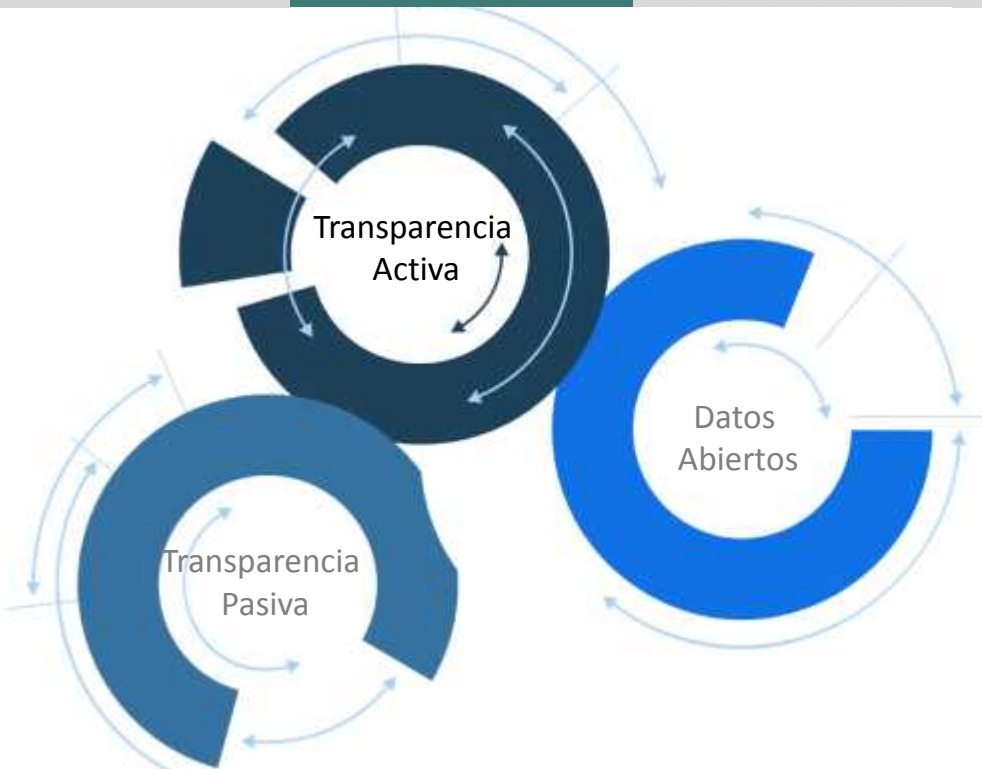 Transparencia
Activa
Datos
Abiertos
Transparencia
Pasiva